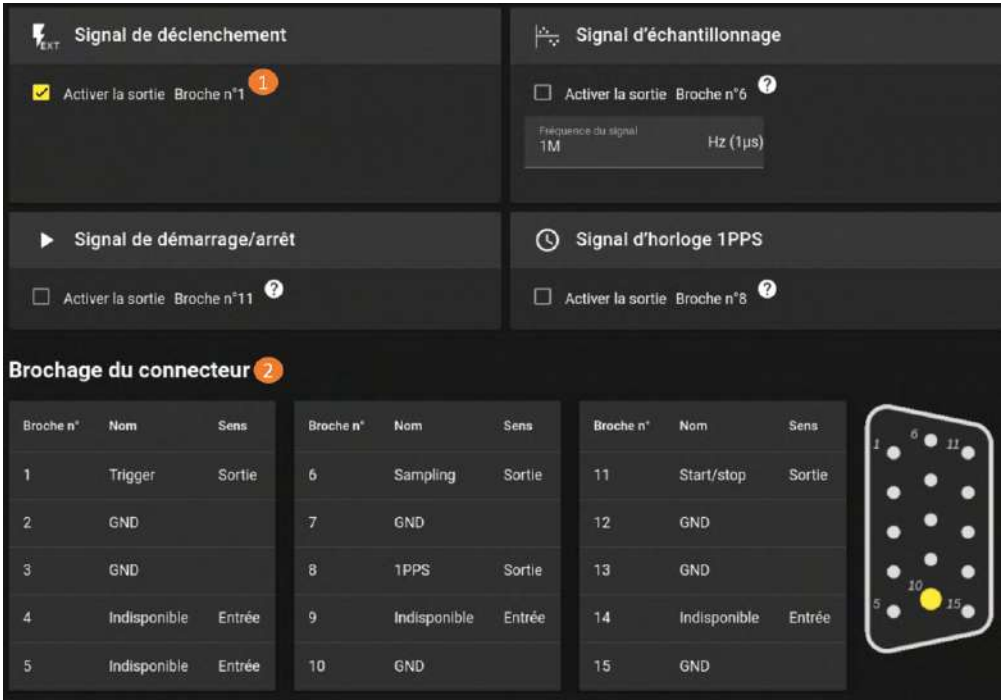 EXT Signal de déclenchement
Activer la sortie Broche n°1 1
Signal d'échantillonnage
Activer la sortie Broche n°6 ?
Fréquence du signal
1M Hz (1µs)
Signal de démarrage/arrêt
Activer la sortie Broche n°11 ?
Signal d'horloge 1PPS
Activer la sortie Broche n°8 ?
Brochage du connecteur 2
Broche n° Nom Sens
1 Trigger Sortie
2 GND
3 GND
4 Indisponible Entrée
5 Indisponible Entrée
Broche n° Nom Sens
6 Sampling Sortie
7 GND
8 1PPS Sortie
9 Indisponible Entrée
10 GND
Broche n° Nom Sens
11 Start/stop Sortie
12 GND
13 GND
14 Indisponible Entrée
15 GND
1 6 11
10
5 15